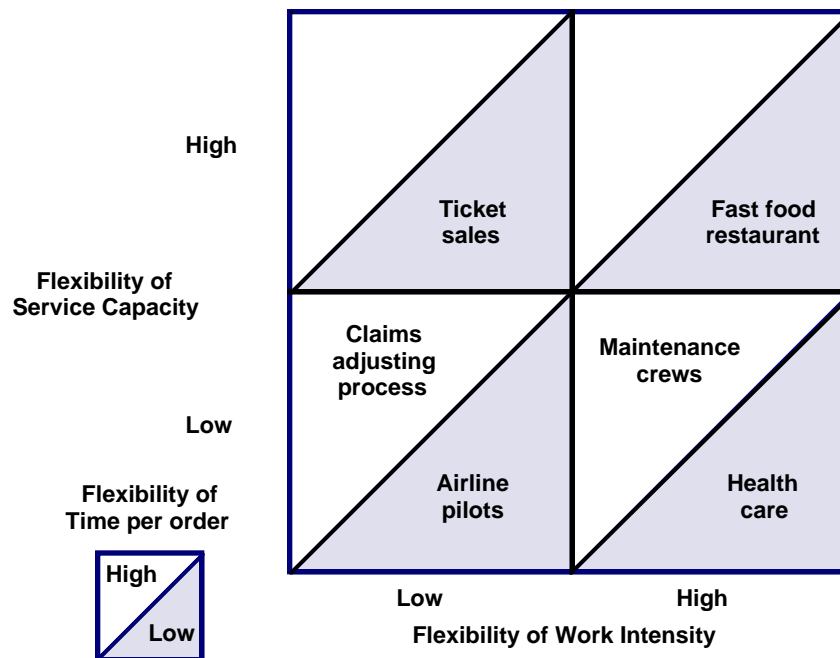 High
Ticket
sales
Fast food
restaurant
Flexibility of
Service Capacity
Claims
adjusting
process
Maintenance
crews
Low
Airline
pilots
Health
care
Flexibility of
Time per order
High
Low
Low
High
Flexibility of Work Intensity